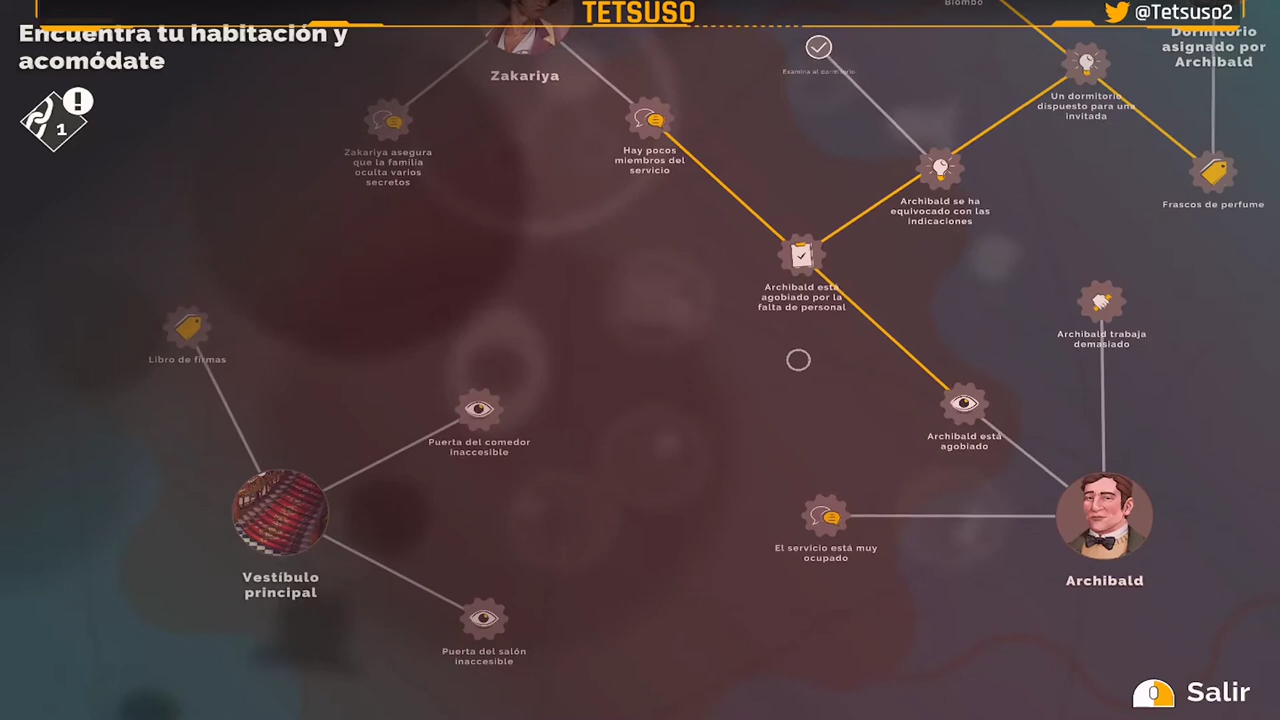 TETSUSO
@Tetsuso2
Encuentra tu habitación y
acomódate
1
Zakariya
Zakariya asegura
que la familia
oculta varios
secretos
Hay pocos
miembros del
servicio
Examina el dormitorio
Biombo
Un dormitorio
dispuesto para una
invitada
Dormitorio
asignado por
Archibald
Frascos de perfume
Archibald se ha
equivocado con las
indicaciones
Archibald está
agobiado por la
falta de personal
Archibald trabaja
demasiado
Libro de firmas
Puerta del comedor
inaccesible
Archibald está
agobiado
El servicio está muy
ocupado
Archibald
Vestíbulo
principal
Puerta del salón
inaccesible
Salir